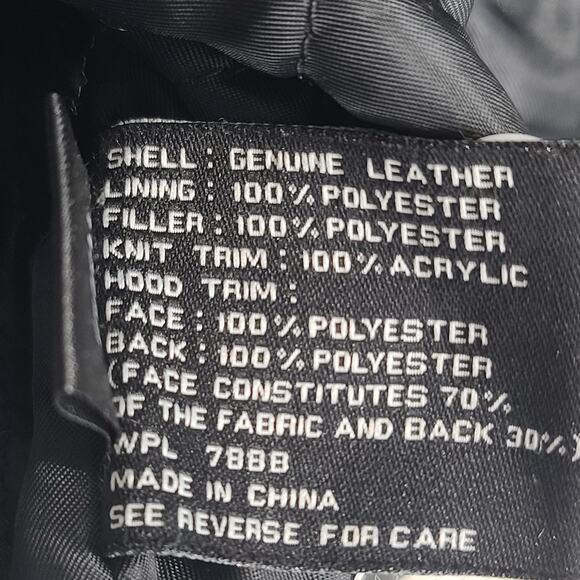 SHELL : GENUINE LEATHER
LINING : 100% POLYESTER
FILLER : 100% POLYESTER
KNIT TRIM : 100% ACRYLIC
HOOD TRIM :
FACE : 100% POLYESTER
BACK : 100% POLYESTER
(FACE CONSTITUTES 70%
OF THE FABRIC AND BACK 30%)
WPL 7888
MADE IN CHINA
SEE REVERSE FOR CARE